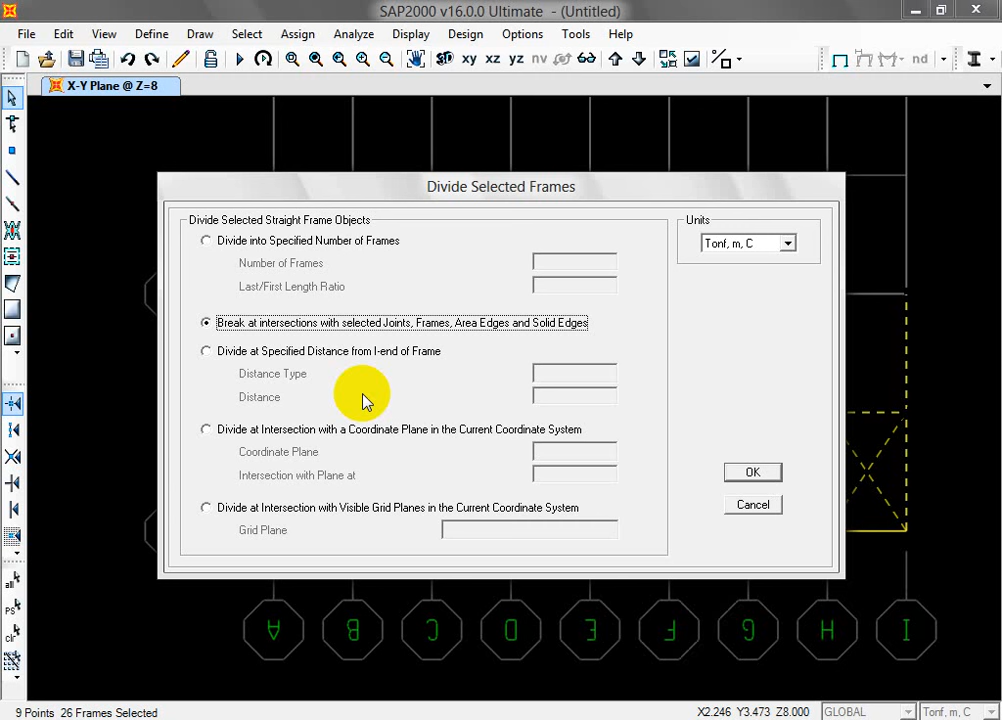 SAP2000 v16.0.0 Ultimate - (Untitled)
File Edit View Define Draw Select Assign Analyze Display Design Options Tools Help
3D xy xz yz nv nd
X-Y Plane @ Z=8
Divide Selected Frames
Divide Selected Straight Frame Objects
Units
Divide into Specified Number of Frames
Tonf, m, C
Number of Frames
Last/First Length Ratio
Break at intersections with selected Joints, Frames, Area Edges and Solid Edges
Divide at Specified Distance from I-end of Frame
Distance Type
Distance
Divide at Intersection with a Coordinate Plane in the Current Coordinate System
Coordinate Plane
OK
Intersection with Plane at
Divide at Intersection with Visible Grid Planes in the Current Coordinate System
Cancel
Grid Plane
all
PS
clr
A B C D E F G H I
9 Points 26 Frames Selected
X2.246 Y3.473 Z8.000
GLOBAL
Tonf, m, C